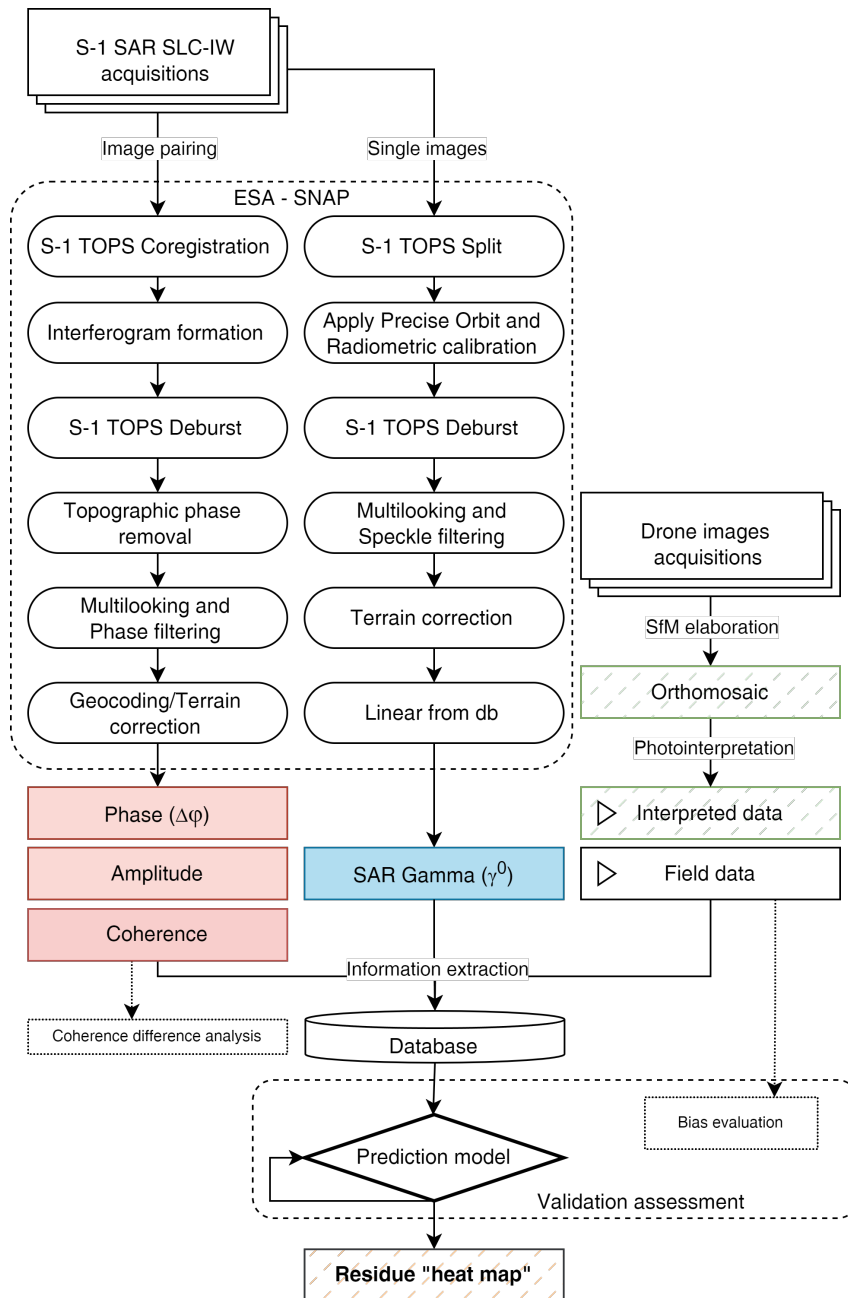 S-1 SAR SLC-IW
acquisitions
Image pairing
Single images
ESA - SNAP
S-1 TOPS Coregistration
Interferogram formation
S-1 TOPS Deburst
Topographic phase
removal
Multilooking and
Phase filtering
Geocoding/Terrain
correction
S-1 TOPS Split
Apply Precise Orbit and
Radiometric calibration
S-1 TOPS Deburst
Multilooking and
Speckle filtering
Terrain correction
Linear from db
Drone images
acquisitions
SfM elaboration
Orthomosaic
Photointerpretation
Interpreted data
Field data
Phase (Δφ)
Amplitude
Coherence
SAR Gamma (γ⁰)
Information extraction
Coherence difference analysis
Database
Bias evaluation
Prediction model
Validation assessment
Residue "heat map"